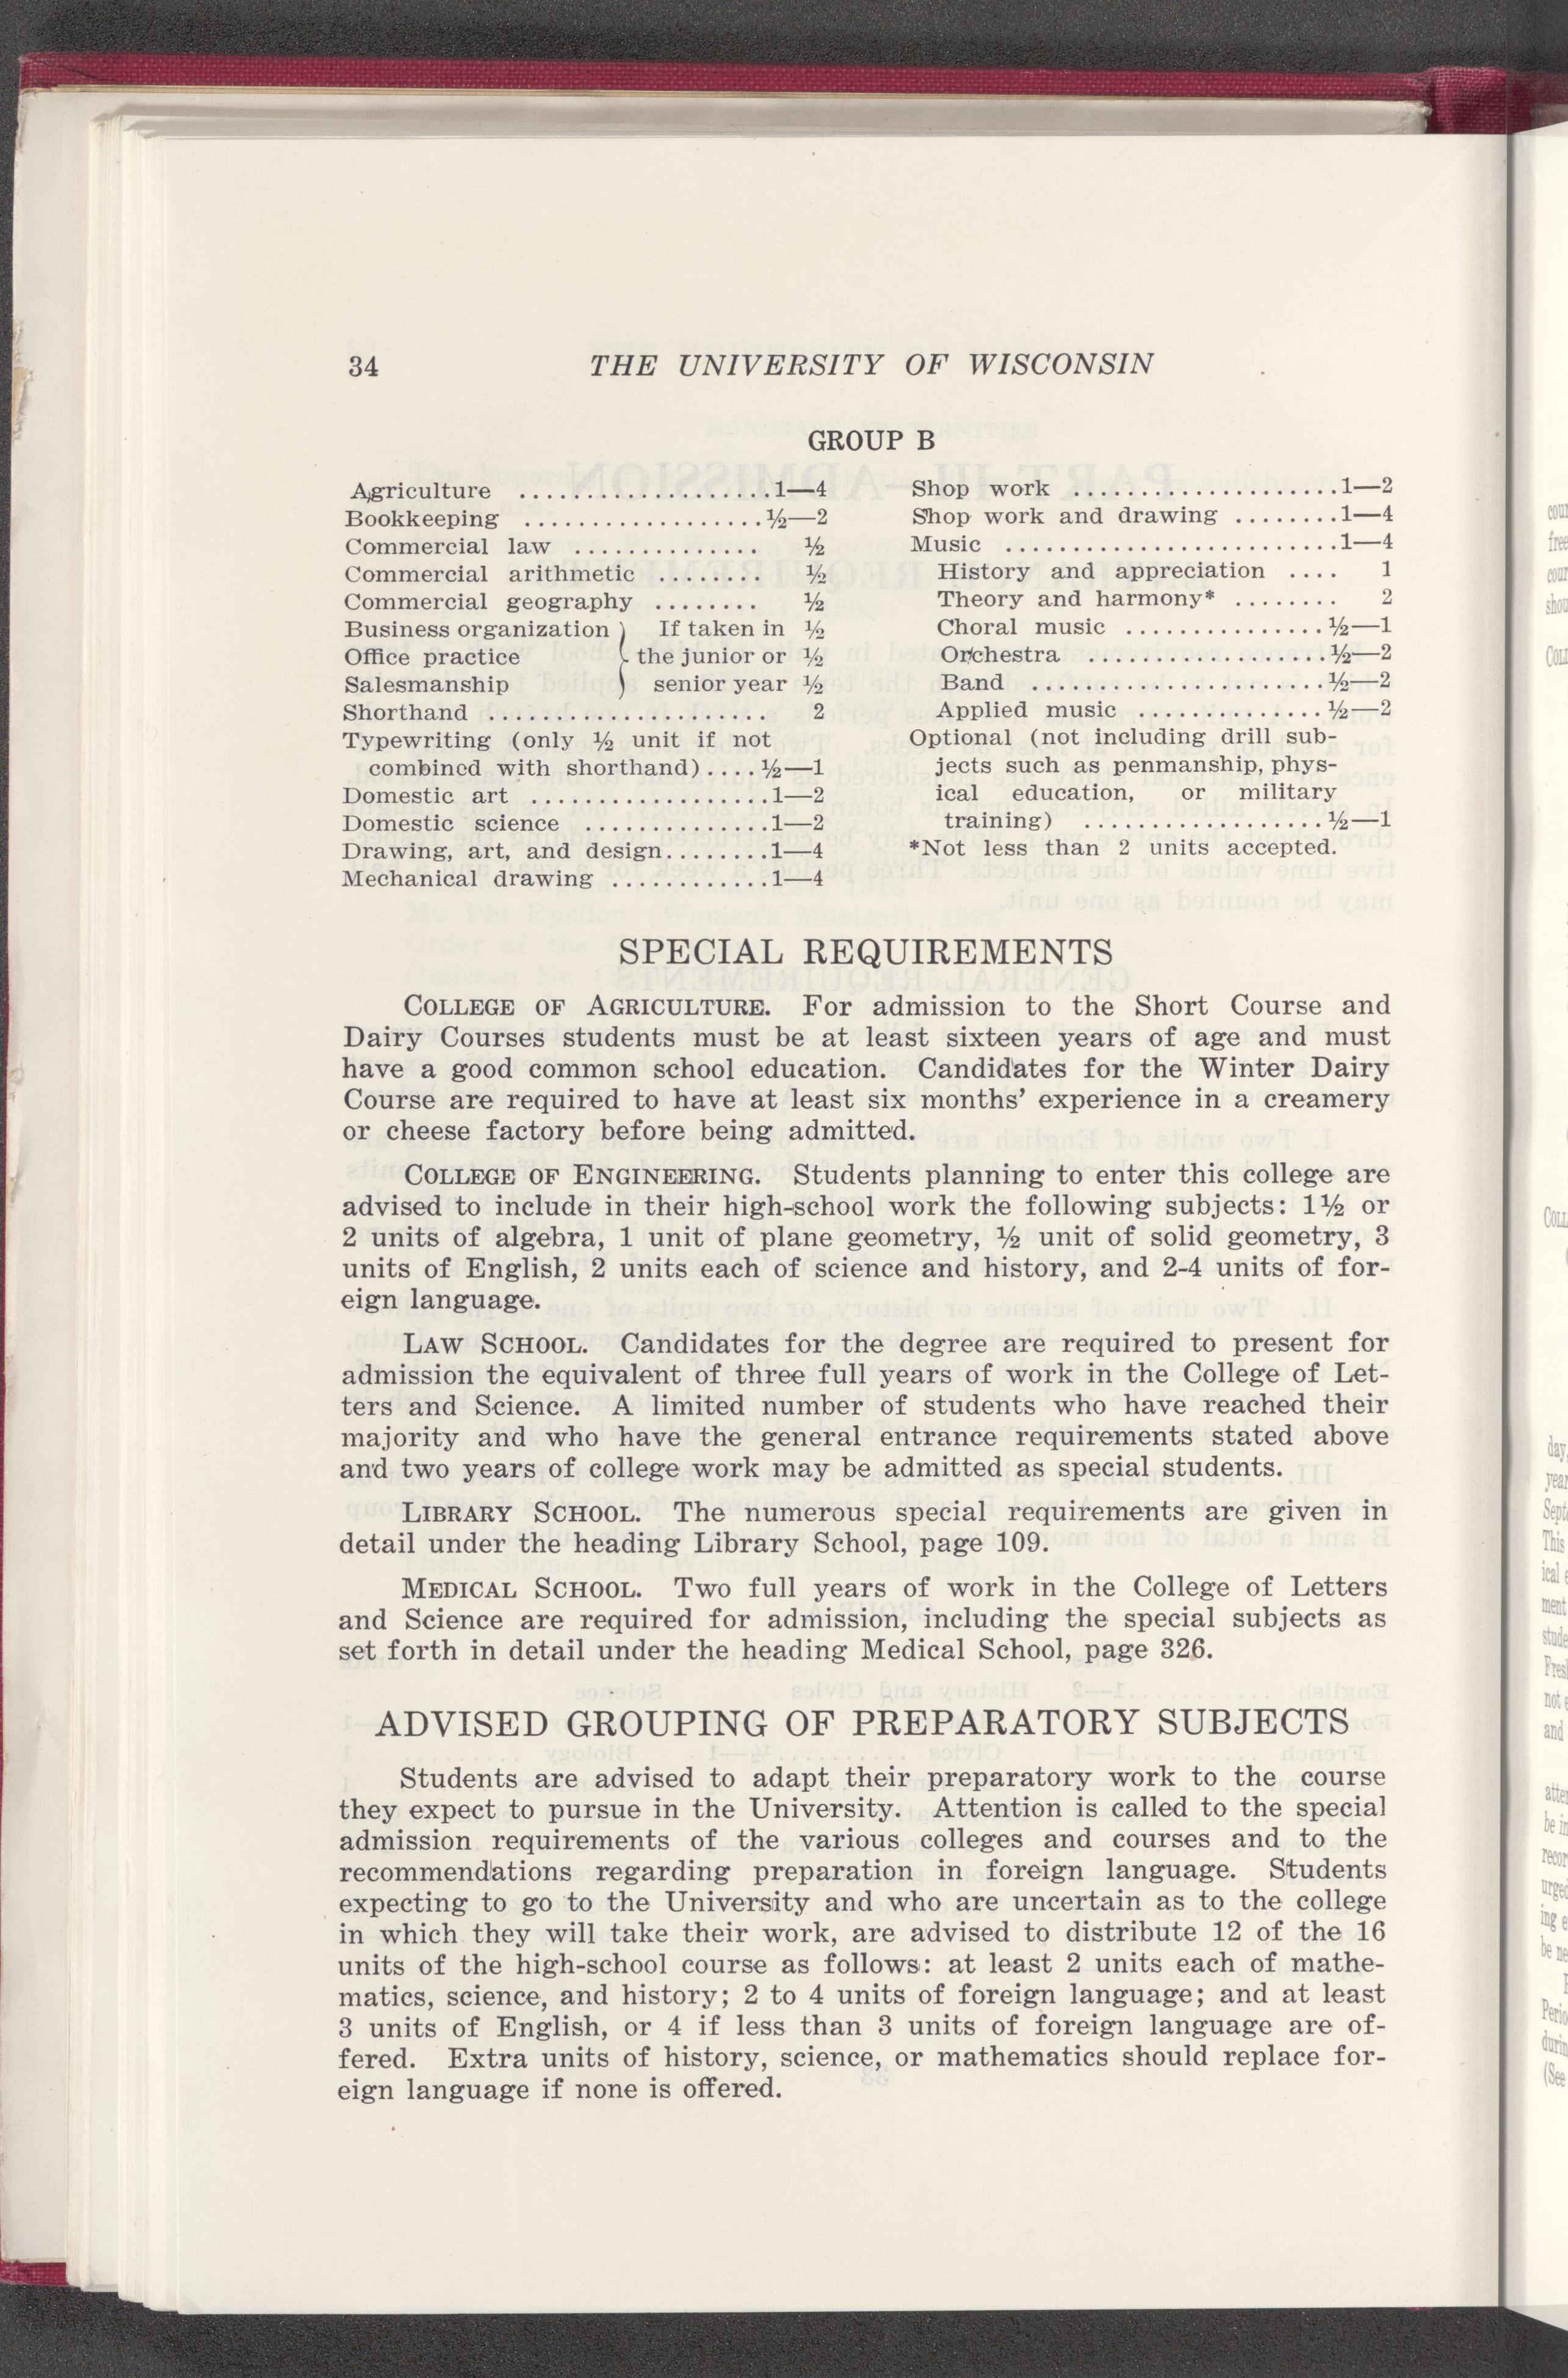 34 THE UNIVERSITY OF WISCONSIN
GROUP B
Agriculture ...................1—4
Bookkeeping ..................½—2
Commercial law .............. ½
Commercial arithmetic ........ ½
Commercial geography ........ ½
Business organization } If taken in ½
Office practice } the junior or ½
Salesmanship } senior year ½
Shorthand ..................... 2
Typewriting (only ½ unit if not
combined with shorthand)....½—1
Domestic art ..................1—2
Domestic science ..............1—2
Drawing, art, and design........1—4
Mechanical drawing ............1—4
Shop work ....................1—2
Shop work and drawing ........1—4
Music .........................1—4
History and appreciation .... 1
Theory and harmony* ........ 2
Choral music ...............½—1
Orchestra ..................½—2
Band ......................½—2
Applied music ..............½—2
Optional (not including drill sub-
jects such as penmanship, phys-
ical education, or military
training) ..................½—1
*Not less than 2 units accepted.
SPECIAL REQUIREMENTS
COLLEGE OF AGRICULTURE. For admission to the Short Course and
Dairy Courses students must be at least sixteen years of age and must
have a good common school education. Candidates for the Winter Dairy
Course are required to have at least six months' experience in a creamery
or cheese factory before being admitted.
COLLEGE OF ENGINEERING. Students planning to enter this college are
advised to include in their high-school work the following subjects: 1½ or
2 units of algebra, 1 unit of plane geometry, ½ unit of solid geometry, 3
units of English, 2 units each of science and history, and 2-4 units of for-
eign language.
LAW SCHOOL. Candidates for the degree are required to present for
admission the equivalent of three full years of work in the College of Let-
ters and Science. A limited number of students who have reached their
majority and who have the general entrance requirements stated above
and two years of college work may be admitted as special students.
LIBRARY SCHOOL. The numerous special requirements are given in
detail under the heading Library School, page 109.
MEDICAL SCHOOL. Two full years of work in the College of Letters
and Science are required for admission, including the special subjects as
set forth in detail under the heading Medical School, page 326.
ADVISED GROUPING OF PREPARATORY SUBJECTS
Students are advised to adapt their preparatory work to the course
they expect to pursue in the University. Attention is called to the special
admission requirements of the various colleges and courses and to the
recommendations regarding preparation in foreign language. Students
expecting to go to the University and who are uncertain as to the college
in which they will take their work, are advised to distribute 12 of the 16
units of the high-school course as follows: at least 2 units each of mathe-
matics, science, and history; 2 to 4 units of foreign language; and at least
3 units of English, or 4 if less than 3 units of foreign language are of-
fered. Extra units of history, science, or mathematics should replace for-
eign language if none is offered.